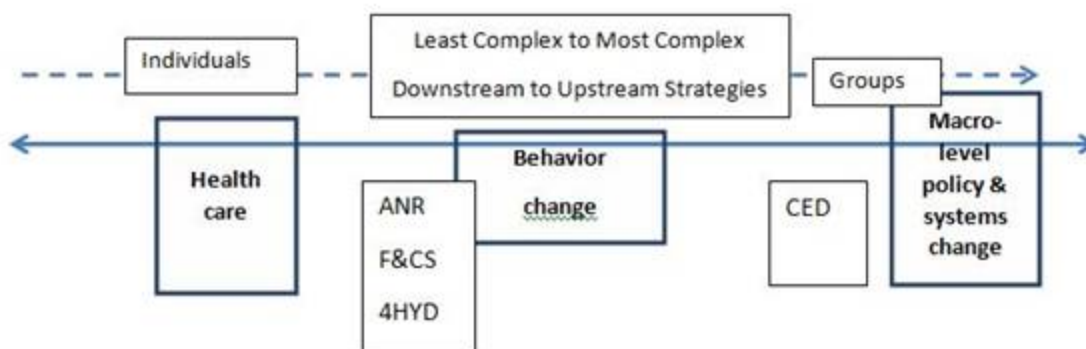 Individuals
Least Complex to Most Complex
Downstream to Upstream Strategies
Groups
Health
care
Behavior
change
Macro-
level
policy &
systems
change
ANR
F&CS
4HYD
CED